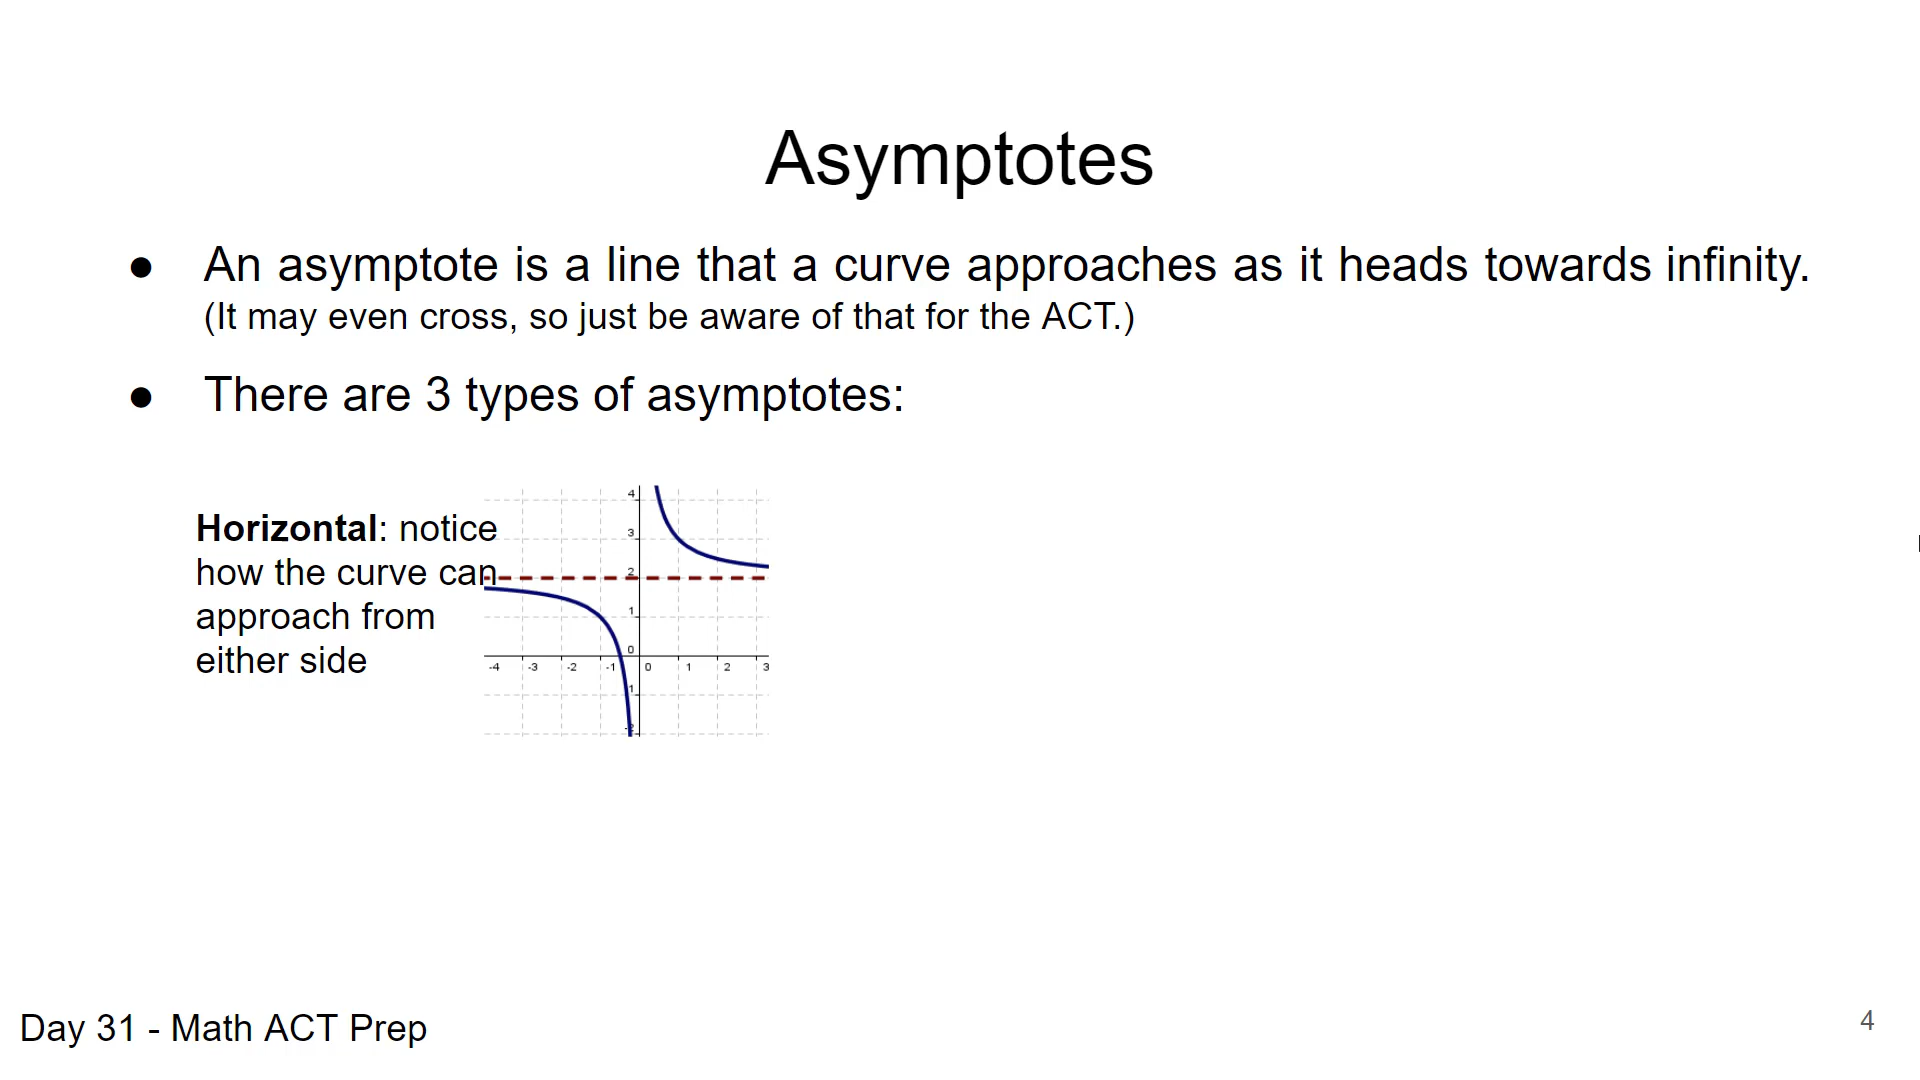 Asymptotes
● An asymptote is a line that a curve approaches as it heads towards infinity.
(It may even cross, so just be aware of that for the ACT.)
● There are 3 types of asymptotes:
Horizontal: notice
how the curve can
approach from
either side
4
3
2
1
0
-4 -3 -2 -1 0 1 2 3
1
-2
Day 31 - Math ACT Prep
4